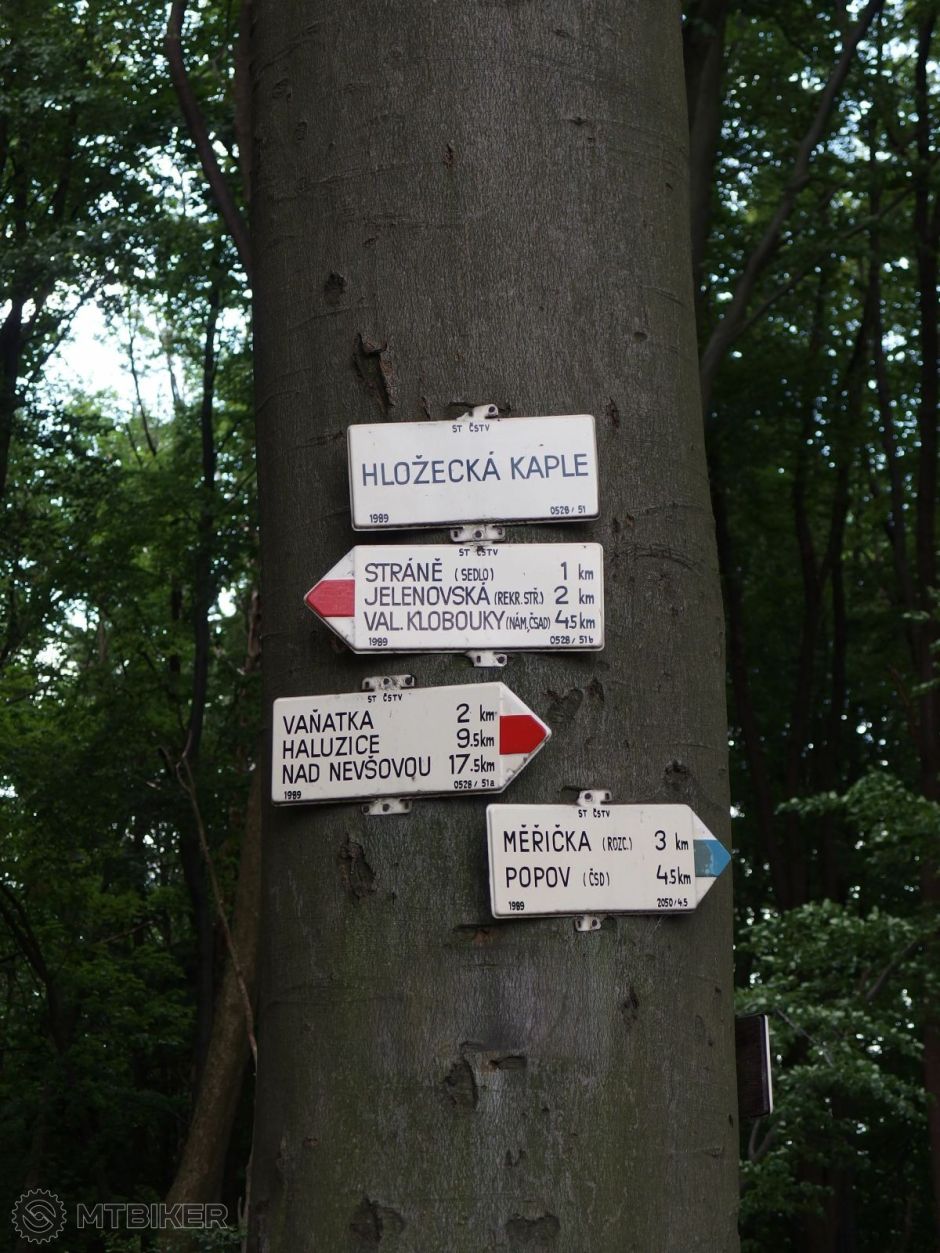 ST ČSTV
HLOŽECKÁ KAPLE
1989 0528/51
ST ČSTV
STRÁNĚ (SEDLO) 1 km
JELENOVSKÁ (REKR. STŘ.) 2 km
VAL. KLOBOUKY (NÁM, ČSAD) 4.5 km
1989 0528/51b
ST ČSTV
VAŇATKA 2 km
HALUZICE 9.5 km
NAD NEVŠOVOU 17.5 km
1989 0528/51a
ST ČSTV
MĚŘIČKA (ROZC.) 3 km
POPOV (ČSD) 4.5 km
1989 2050/4.5
MTBIKER